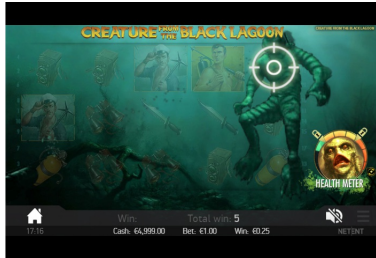 CREATURE FROM THE BLACK LAGOON
CREATURE FROM THE BLACK LAGOON
HEALTH METER
Win: Total win: 5
17:16 Cash: €4,999.00 Bet: €1.00 Win: €0.25 NETENT